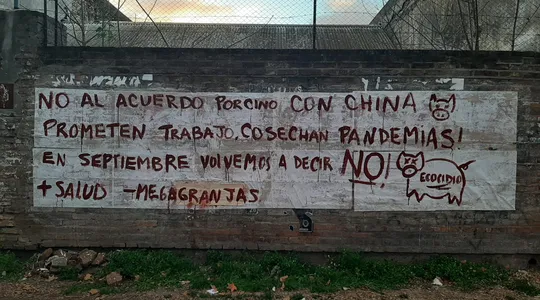 NO AL ACUERDO PORCINO CON CHINA
PROMETEN TRABAJO, COSECHAN PANDEMIAS!
EN SEPTIEMBRE VOLVEMOS A DECIR NO!
ECOCIDIO
+SALUD -MEGAGRANJAS